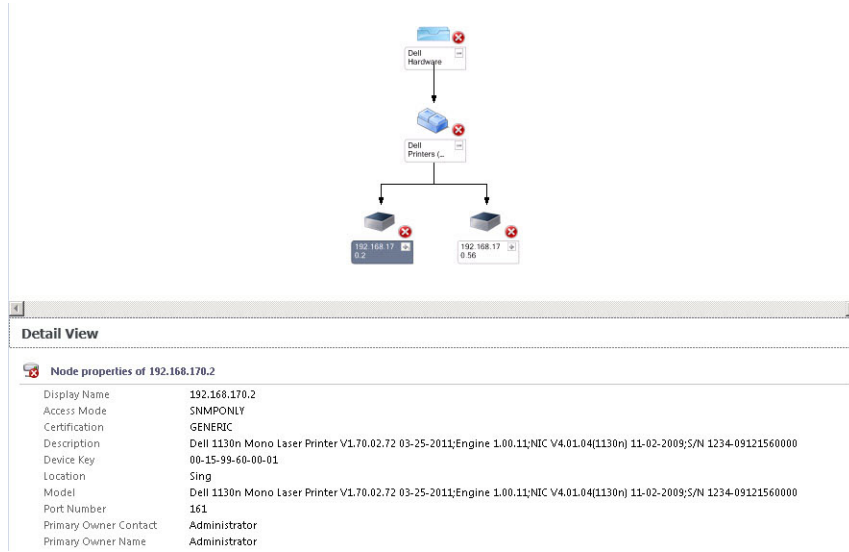 Dell
Hardware
Dell
Printers (...
192.168.17
0.2
192.168.17
0.56
Detail View
Node properties of 192.168.170.2
Display Name 192.168.170.2
Access Mode SNMPONLY
Certification GENERIC
Description Dell 1130n Mono Laser Printer V1.70.02.72 03-25-2011;Engine 1.00.11;NIC V4.01.04(1130n) 11-02-2009;S/N 1234-09121560000
Device Key 00-15-99-60-00-01
Location Sing
Model Dell 1130n Mono Laser Printer V1.70.02.72 03-25-2011;Engine 1.00.11;NIC V4.01.04(1130n) 11-02-2009;S/N 1234-09121560000
Port Number 161
Primary Owner Contact Administrator
Primary Owner Name Administrator